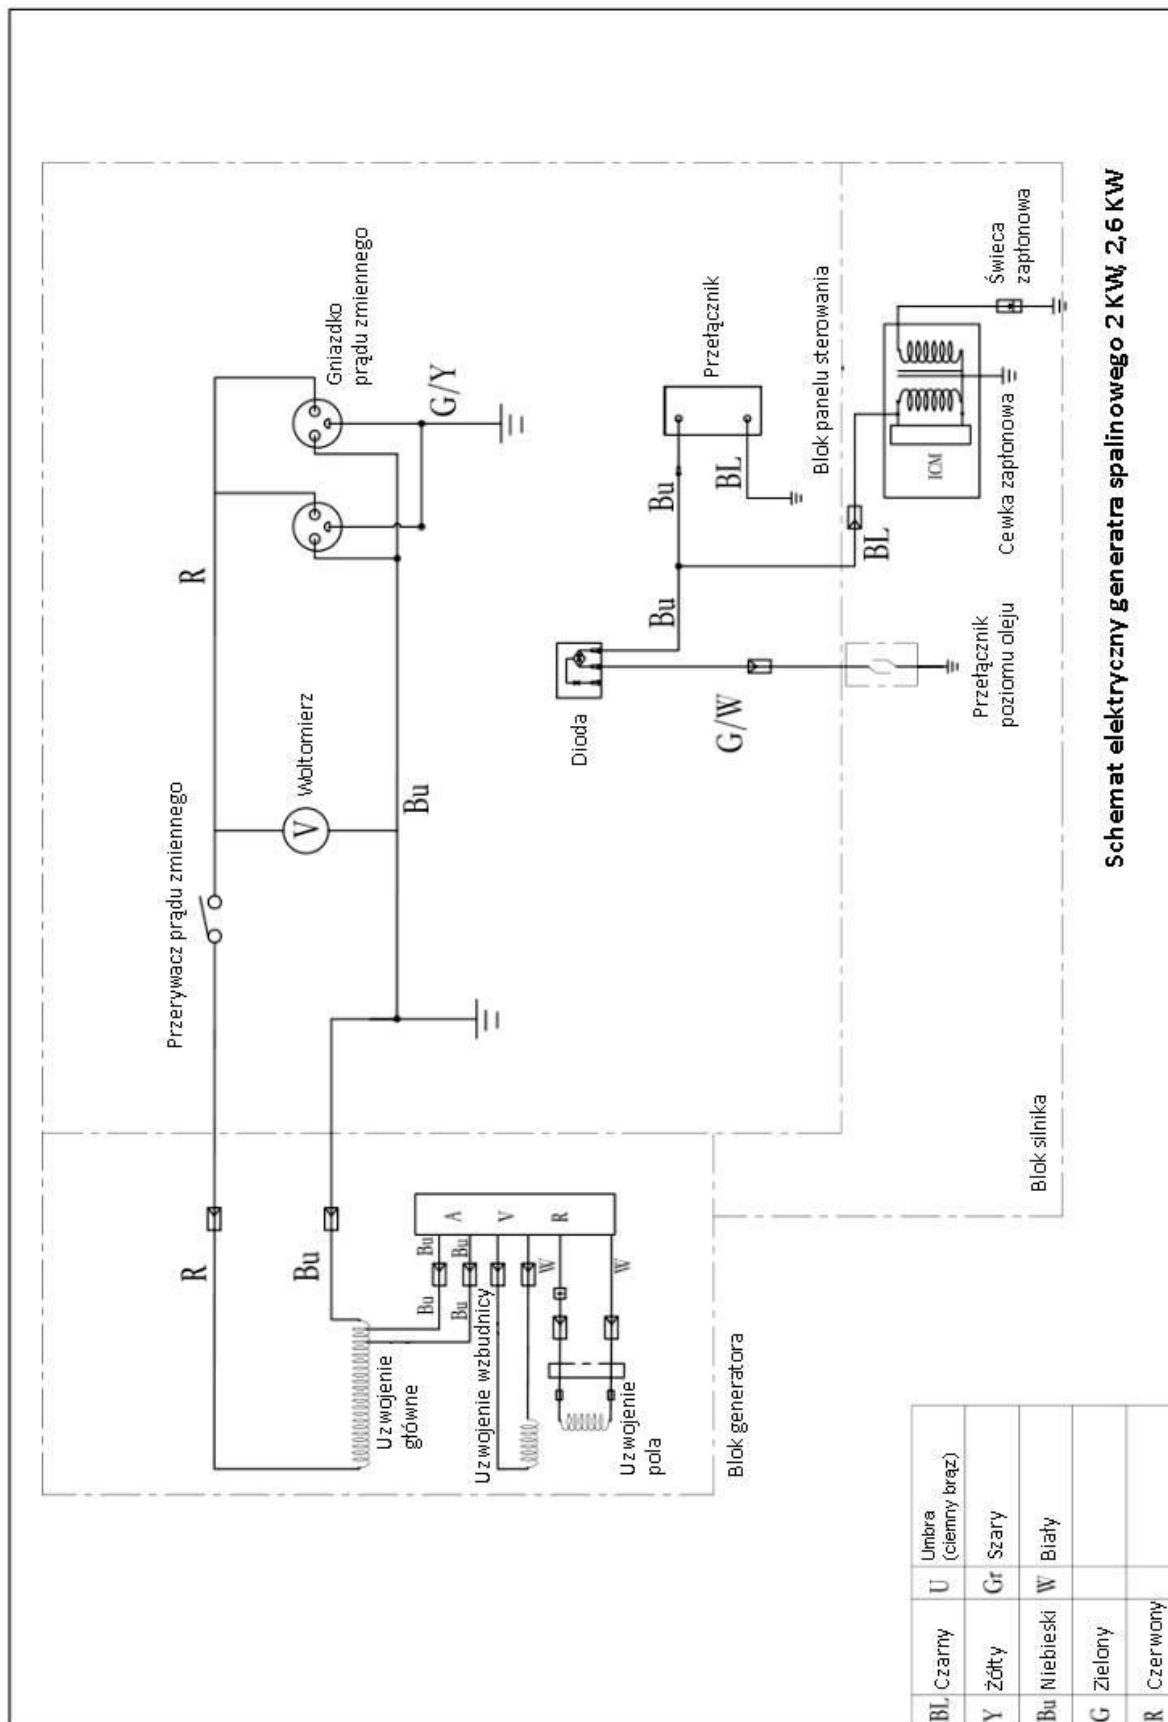 Przerywacz prądu zmiennego
R
R
Gniazdko
prądu zmiennego
Woltomierz
V
Bu
Bu
G/Y
Uzwojenie
główne
Bu
Bu
Bu
Bu
A
V
R
W
W
Uzwojenie wzbudnicy
Uzwojenie
pola
Blok generatora
Dioda
Bu
Bu
BL
G/W
Przełącznik
Blok panelu sterowania
BL
ICM
Cewka zapłonowa
Świeca
zapłonowa
Przełącznik
poziomu oleju
Blok silnika
Schemat elektryczny generatra spalinowego 2 KW, 2,6 KW
BL Czarny U Umbra
(ciemny brąz)
Y Żółty Gr Szary
Bu Niebieski W Biały
G Zielony
R Czerwony